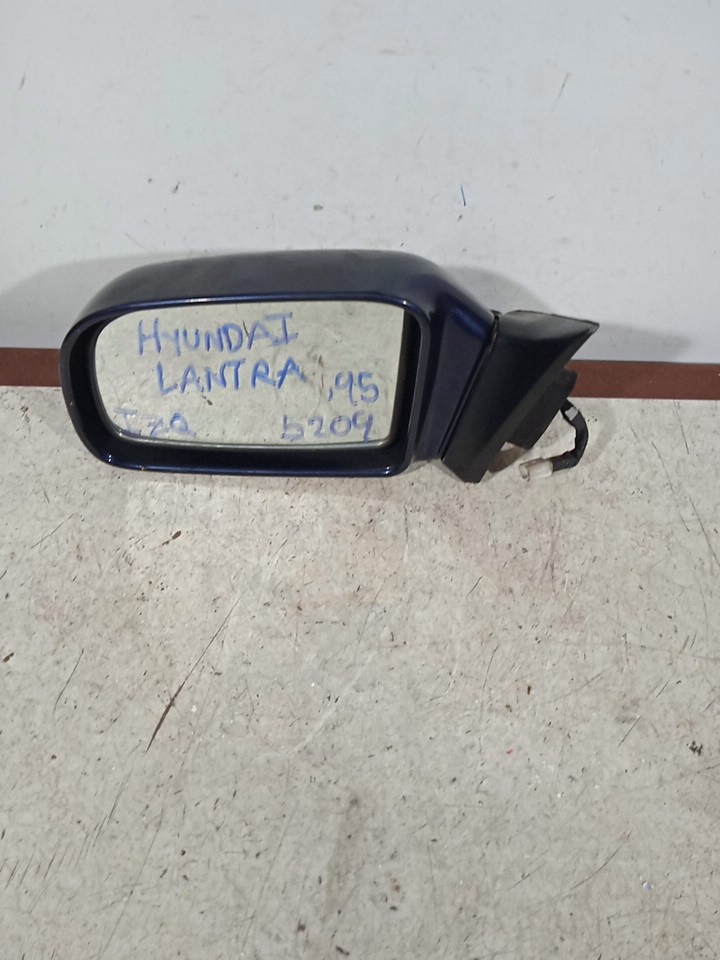 HYUNDAI
LANTRA ,95
IZQ 5209